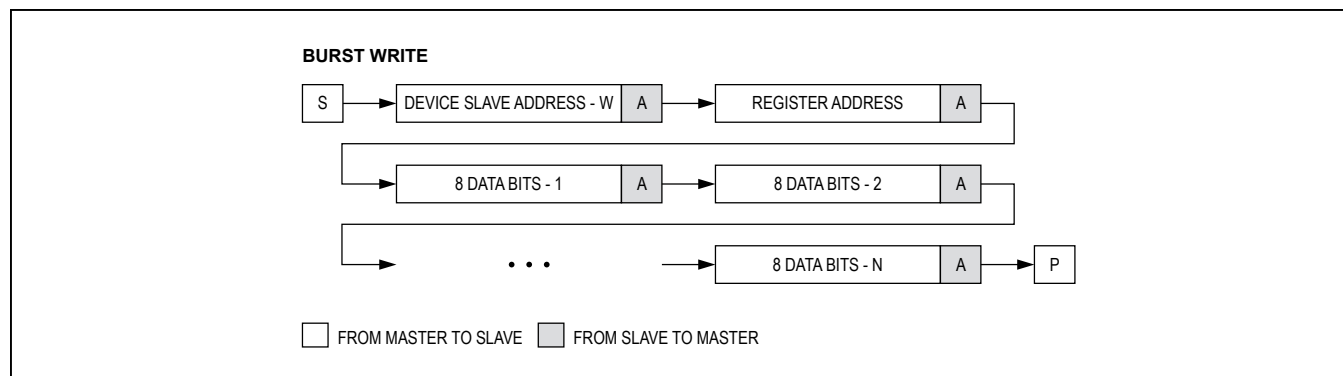 BURST WRITE
S DEVICE SLAVE ADDRESS - W A REGISTER ADDRESS A
8 DATA BITS - 1 A 8 DATA BITS - 2 A
• • • 8 DATA BITS - N A P
FROM MASTER TO SLAVE FROM SLAVE TO MASTER